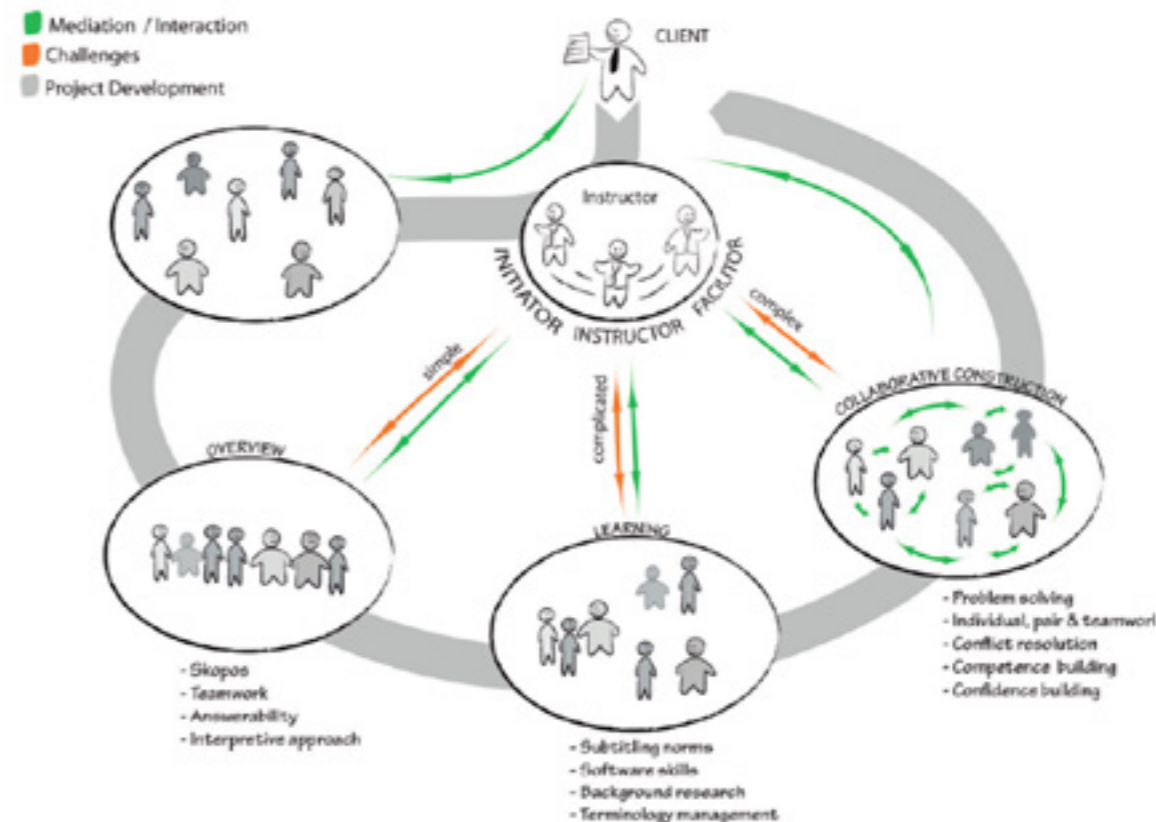 Mediation / Interaction
Challenges
Project Development
CLIENT
Instructor
INITIATOR INSTRUCTOR FACILITOR
simple
complicated
complex
OVERVIEW
- Skopos
- Teamwork
- Answerability
- Interpretive approach
LEARNING
- Subtitling norms
- Software skills
- Background research
- Terminology management
COLLABORATIVE CONSTRUCTION
- Problem solving
- Individual, pair & teamwork
- Conflict resolution
- Competence building
- Confidence building